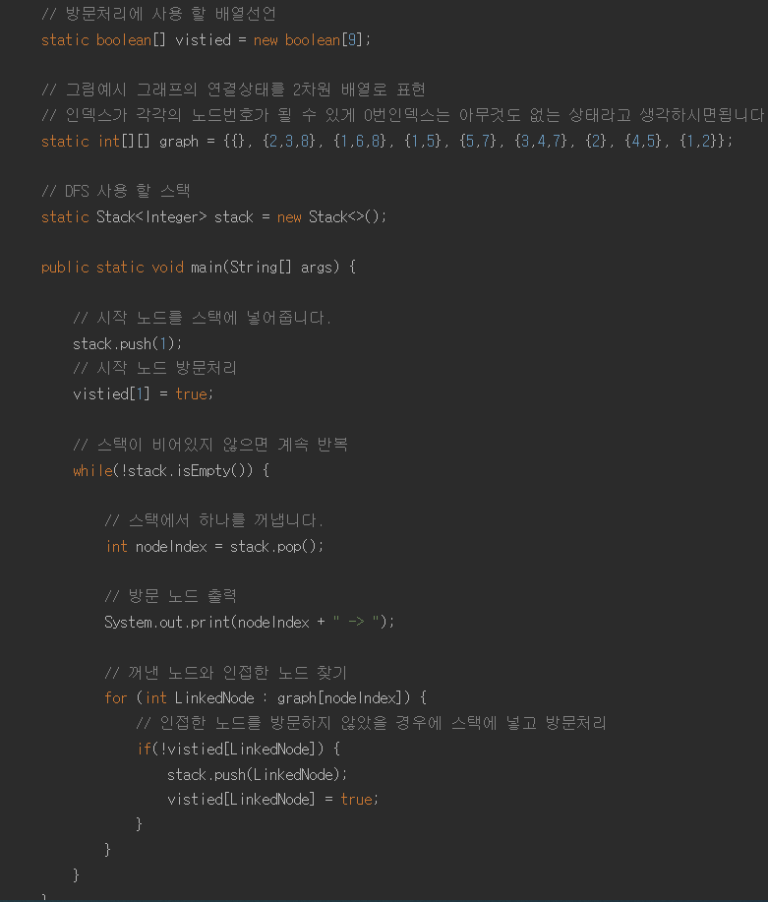 // 방문처리에 사용 할 배열선언
static boolean[] vistied = new boolean[9];
// 그림예시 그래프의 연결상태를 2차원 배열로 표현
// 인덱스가 각각의 노드번호가 될 수 있게 0번인덱스는 아무것도 없는 상태라고 생각하시면됩니다
static int[][] graph = {{}, {2,3,8}, {1,6,8}, {1,5}, {5,7}, {3,4,7}, {2}, {4,5}, {1,2}};
// DFS 사용 할 스택
static Stack<Integer> stack = new Stack<>();
public static void main(String[] args) {
// 시작 노드를 스택에 넣어줍니다.
stack.push(1);
// 시작 노드 방문처리
vistied[1] = true;
// 스택이 비어있지 않으면 계속 반복
while(!stack.isEmpty()) {
// 스택에서 하나를 꺼냅니다.
int nodeIndex = stack.pop();
// 방문 노드 출력
System.out.print(nodeIndex + " -> ");
// 꺼낸 노드와 인접한 노드 찾기
for (int LinkedNode : graph[nodeIndex]) {
// 인접한 노드를 방문하지 않았을 경우에 스택에 넣고 방문처리
if(!vistied[LinkedNode]) {
stack.push(LinkedNode);
vistied[LinkedNode] = true;
}
}
}